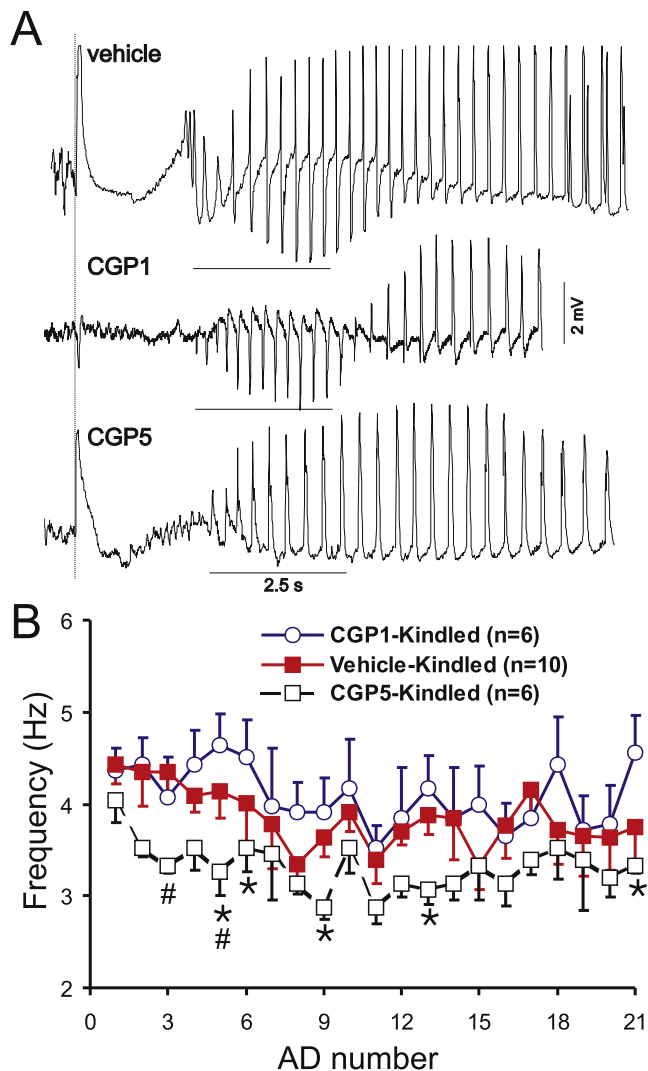 A
vehicle
CGP1
2 mV
CGP5
2.5 s
B
CGP1-Kindled (n=6)
Vehicle-Kindled (n=10)
CGP5-Kindled (n=6)
Frequency (Hz)
6
5
4
3
2
#
*
#
*
*
*
*
0 3 6 9 12 15 18 21
AD number